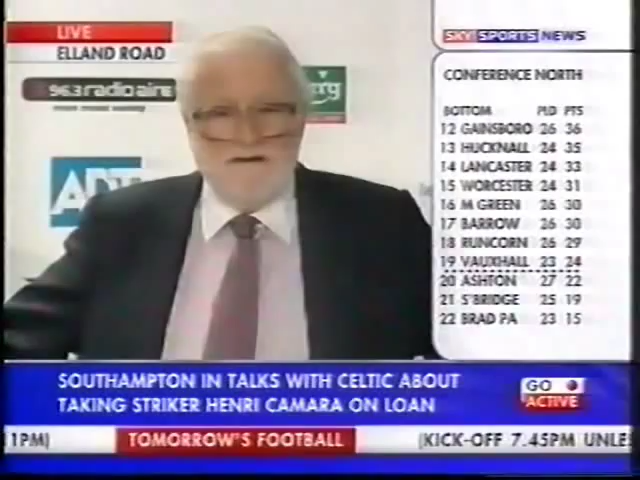 LIVE
ELLAND ROAD
96.3 radio aire
ADT
SKY SPORTS NEWS
CONFERENCE NORTH
BOTTOM PLD PTS
12 GAINSBORO 26 36
13 HUCKNALL 24 35
14 LANCASTER 24 33
15 WORCESTER 24 31
16 M GREEN 26 30
17 BARROW 26 30
18 RUNCORN 26 29
19 VAUXHALL 23 24
20 ASHTON 27 22
21 S'BRIDGE 25 19
22 BRAD PA 23 15
SOUTHAMPTON IN TALKS WITH CELTIC ABOUT
TAKING STRIKER HENRI CAMARA ON LOAN
GO
ACTIVE
1PM) TOMORROW'S FOOTBALL (KICK-OFF 7.45PM UNLE